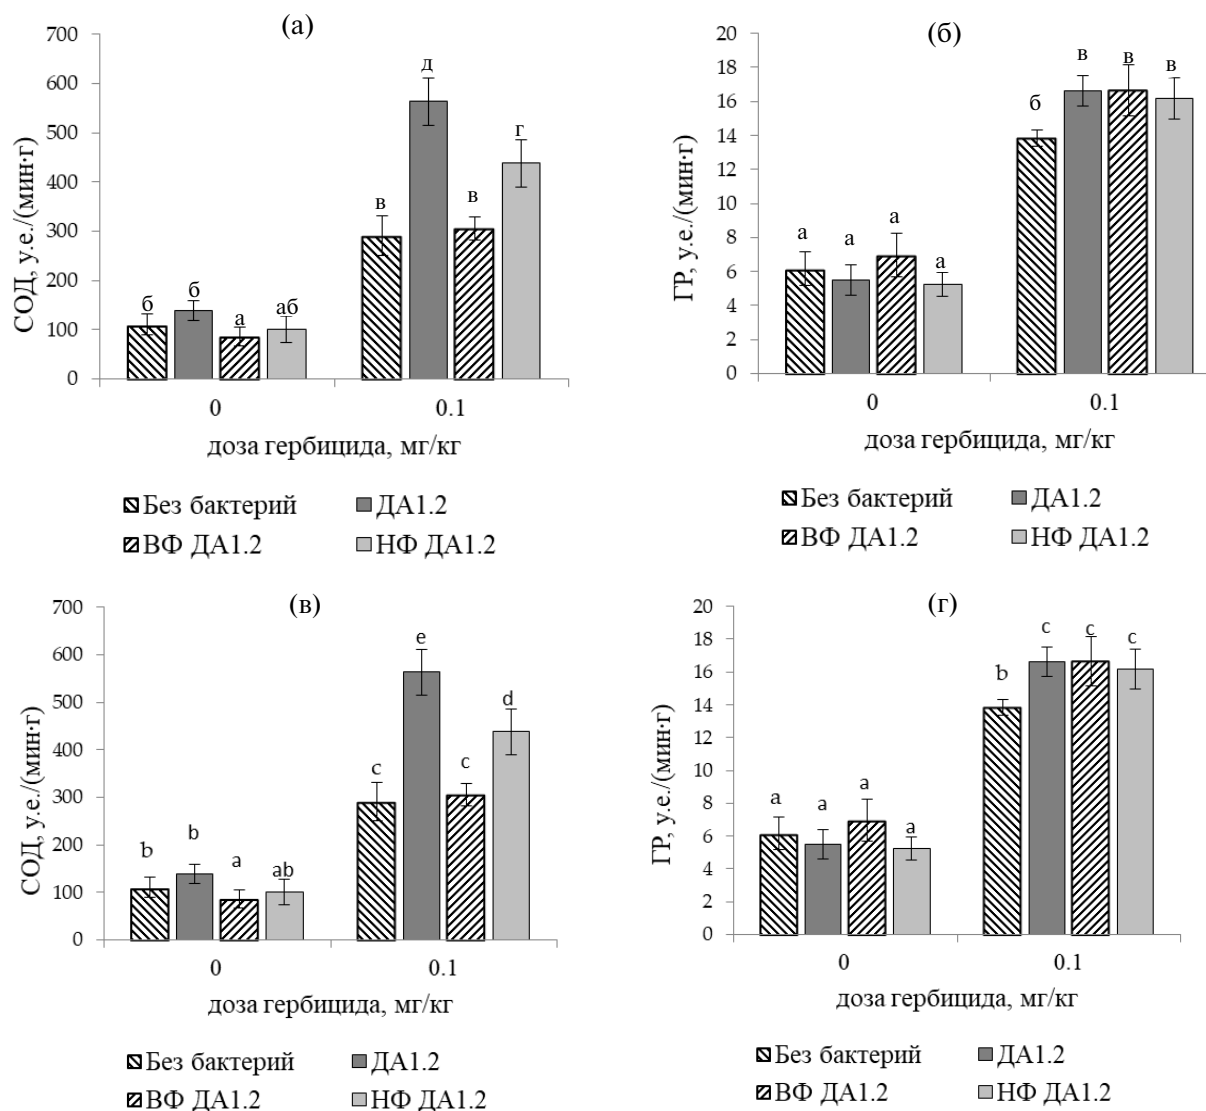 (а)
СОД, у.е./(мин·г)
700
600
500
400
300
200
100
0
б
б
а
аб
в
д
в
г
0
0.1
доза гербицида, мг/кг
Без бактерий
ДА1.2
ВФ ДА1.2
НФ ДА1.2
(б)
ГР, у.е./(мин·г)
20
18
16
14
12
10
8
6
4
2
0
а
а
а
а
б
в
в
в
0
0.1
доза гербицида, мг/кг
Без бактерий
ДА1.2
ВФ ДА1.2
НФ ДА1.2
(в)
СОД, у.е./(мин·г)
700
600
500
400
300
200
100
0
b
b
a
ab
c
e
c
d
0
0.1
доза гербицида, мг/кг
Без бактерий
ДА1.2
ВФ ДА1.2
НФ ДА1.2
(г)
ГР, у.е./(мин·г)
20
18
16
14
12
10
8
6
4
2
0
a
a
a
a
b
c
c
c
0
0.1
доза гербицида, мг/кг
Без бактерий
ДА1.2
ВФ ДА1.2
НФ ДА1.2